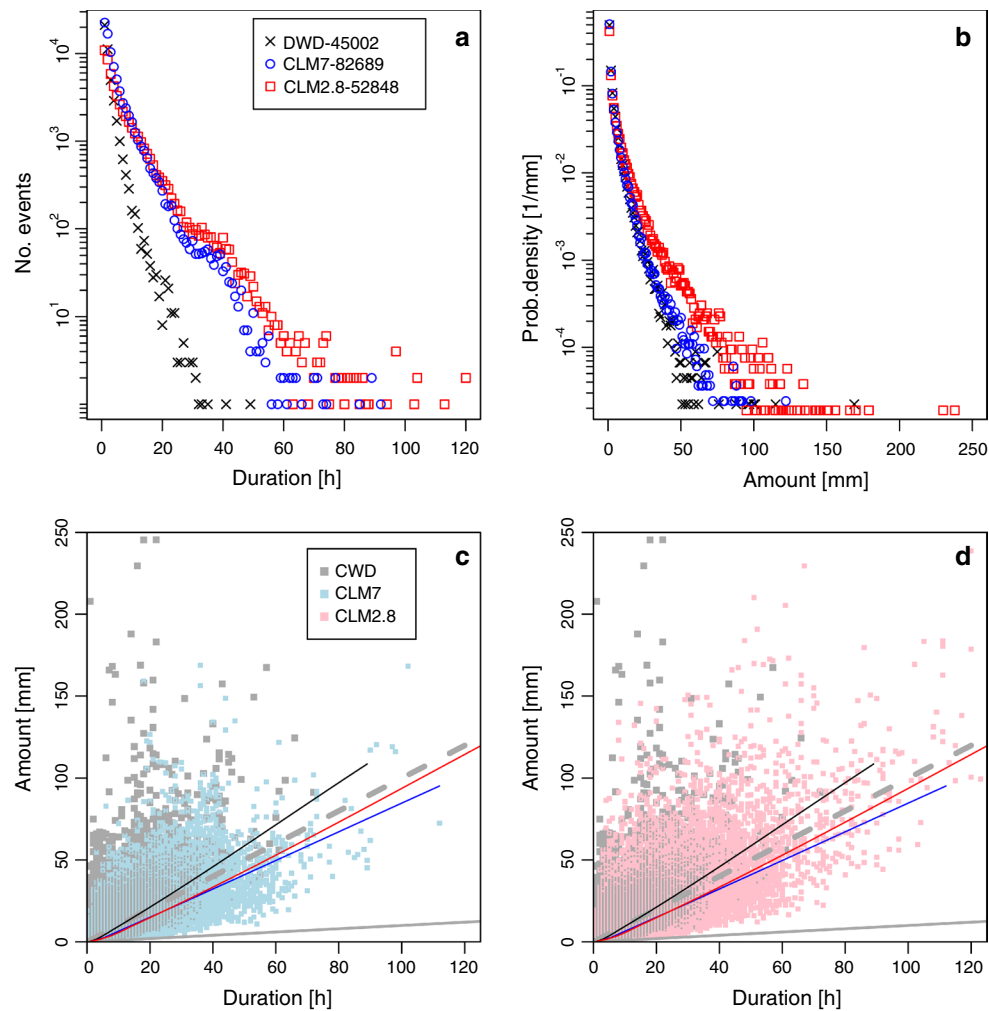 a
DWD-45002
CLM7-82689
CLM2.8-52848
No. events
10^4
10^3
10^2
10^1
10^0
0 20 40 60 80 100 120
Duration [h]
b
Prob.density [1/mm]
10^-1
10^-2
10^-3
10^-4
0 50 100 150 200 250
Amount [mm]
c
CWD
CLM7
CLM2.8
Amount [mm]
250
200
150
100
50
0
0 20 40 60 80 100 120
Duration [h]
d
Amount [mm]
250
200
150
100
50
0
0 20 40 60 80 100 120
Duration [h]